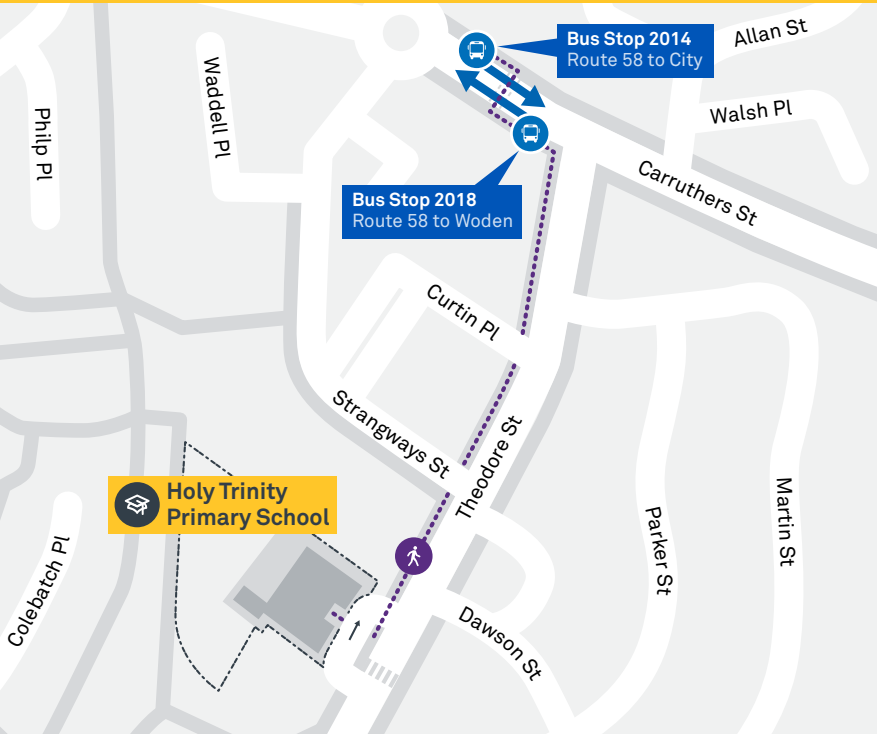 Bus Stop 2014
Route 58 to City
Allan St
Waddell Pl
Philp Pl
Walsh Pl
Carruthers St
Bus Stop 2018
Route 58 to Woden
Curtin Pl
Strangways St
Theodore St
Holy Trinity
Primary School
Martin St
Parker St
Colebatch Pl
Dawson St